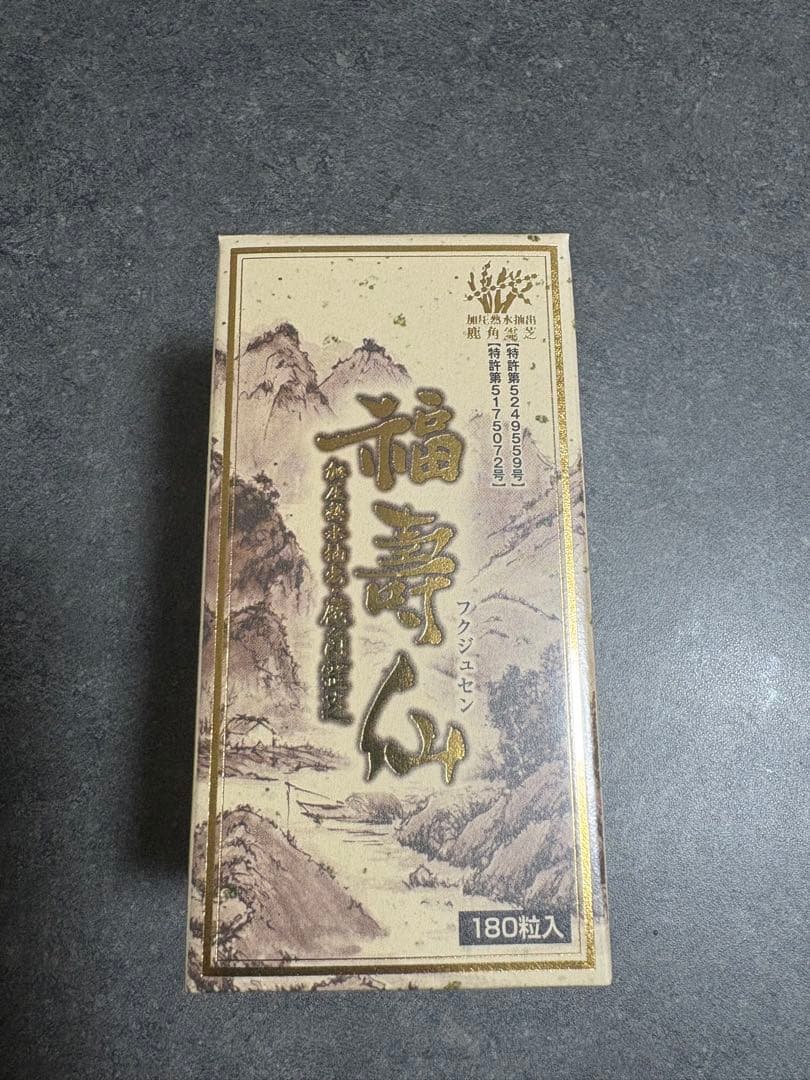 加圧熱水抽出
鹿角霊芝
【特許第5249559号】
【特許第5175072号】
福壽仙
フクジュセン
加圧熱水抽出鹿角霊芝
180粒入